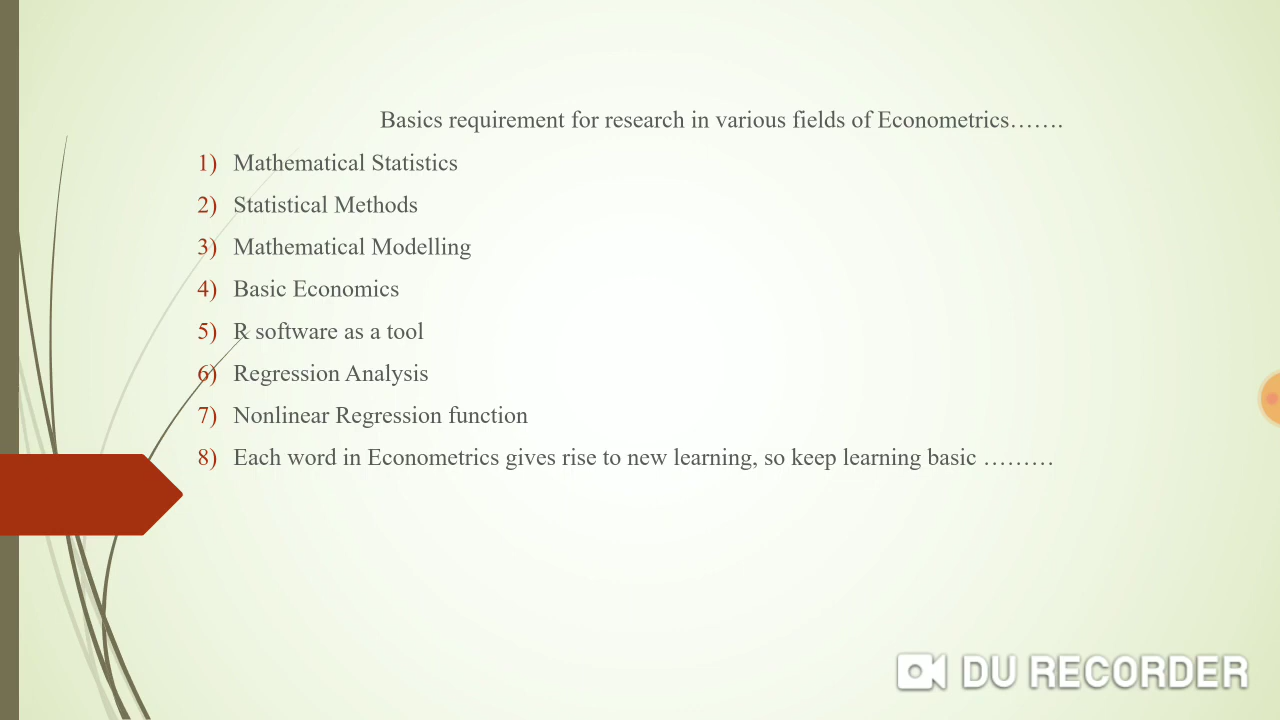 Basics requirement for research in various fields of Econometrics…….
1) Mathematical Statistics
2) Statistical Methods
3) Mathematical Modelling
4) Basic Economics
5) R software as a tool
6) Regression Analysis
7) Nonlinear Regression function
8) Each word in Econometrics gives rise to new learning, so keep learning basic ………
DU RECORDER